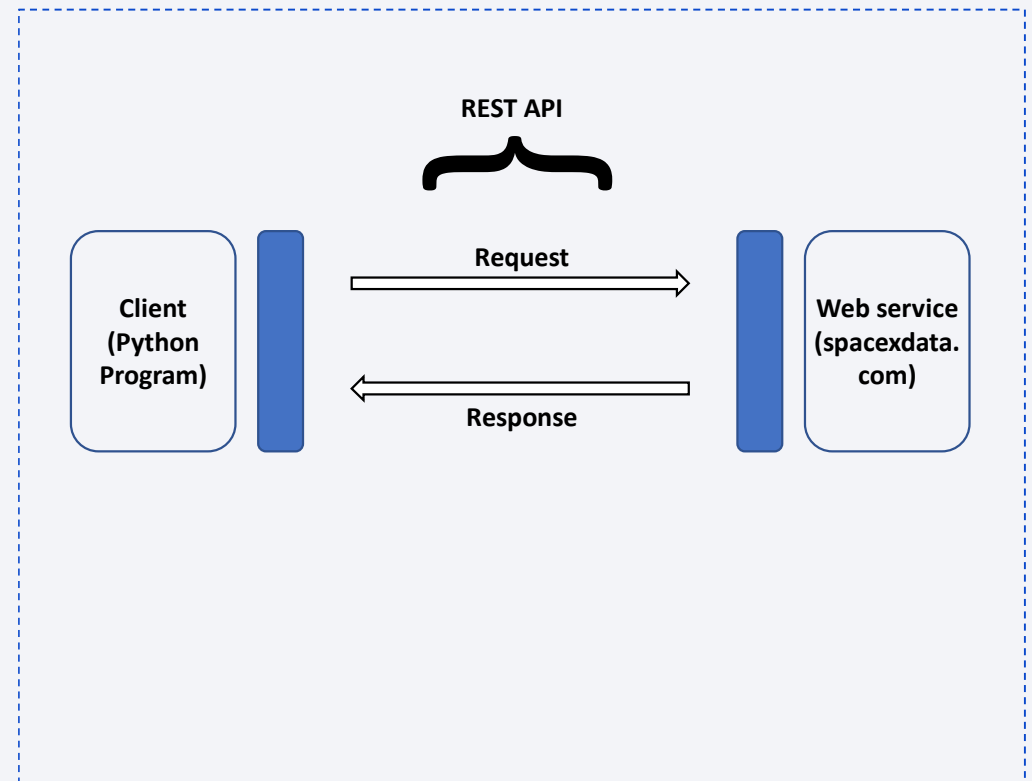 REST API
Request
Client
(Python
Program)
Web service
(spacexdata.
com)
Response